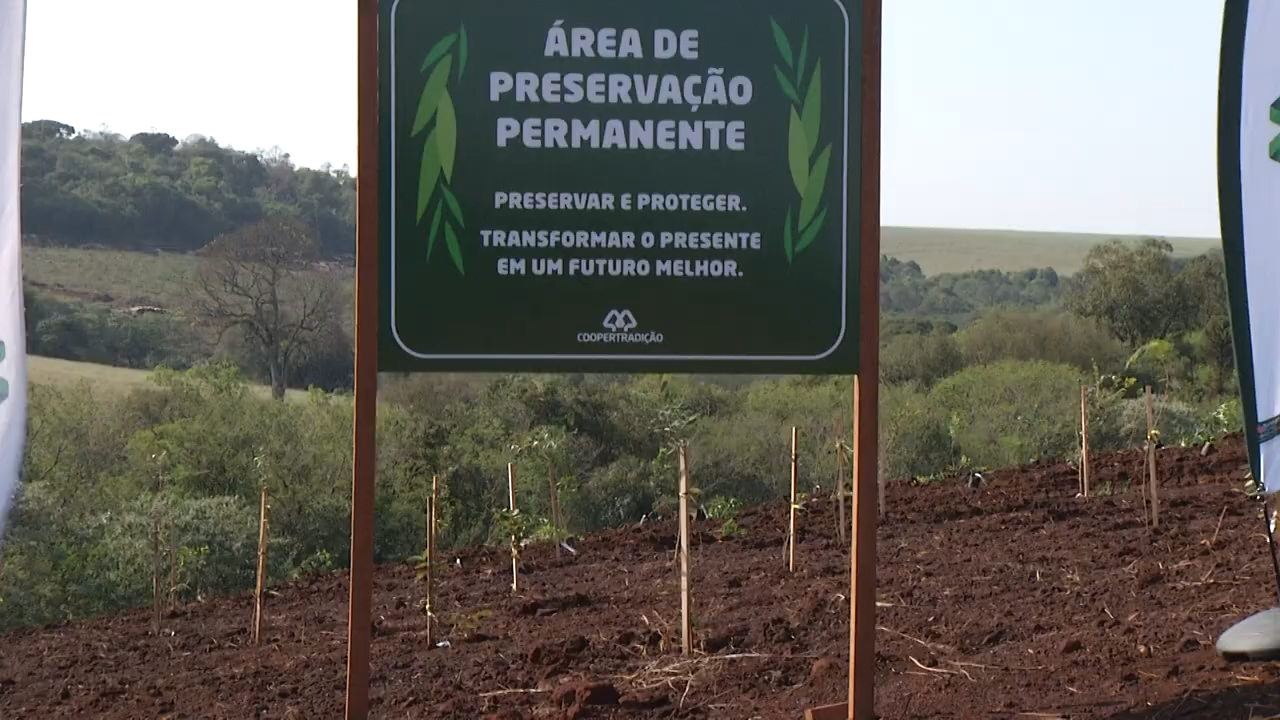 ÁREA DE
PRESERVAÇÃO
PERMANENTE
PRESERVAR E PROTEGER.
TRANSFORMAR O PRESENTE
EM UM FUTURO MELHOR.
COOPERTRADIÇÃO